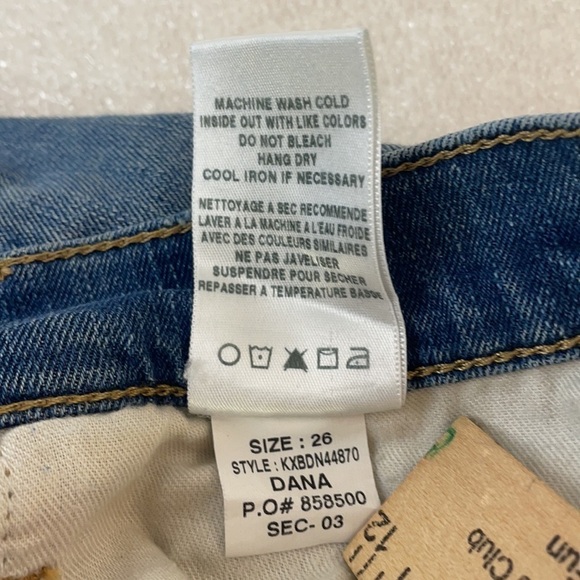 MACHINE WASH COLD
INSIDE OUT WITH LIKE COLORS
DO NOT BLEACH
HANG DRY
COOL IRON IF NECESSARY
NETTOYAGE A SEC RECOMMENDE
LAVER A LA MACHINE A L'EAU FROIDE
AVEC DES COULEURS SIMILAIRES
NE PAS JAVELISER
SUSPENDRE POUR SECHER
REPASSER A TEMPERATURE BASSE
SIZE : 26
STYLE : KXBDN44870
DANA
P.O# 858500
SEC- 03
Club